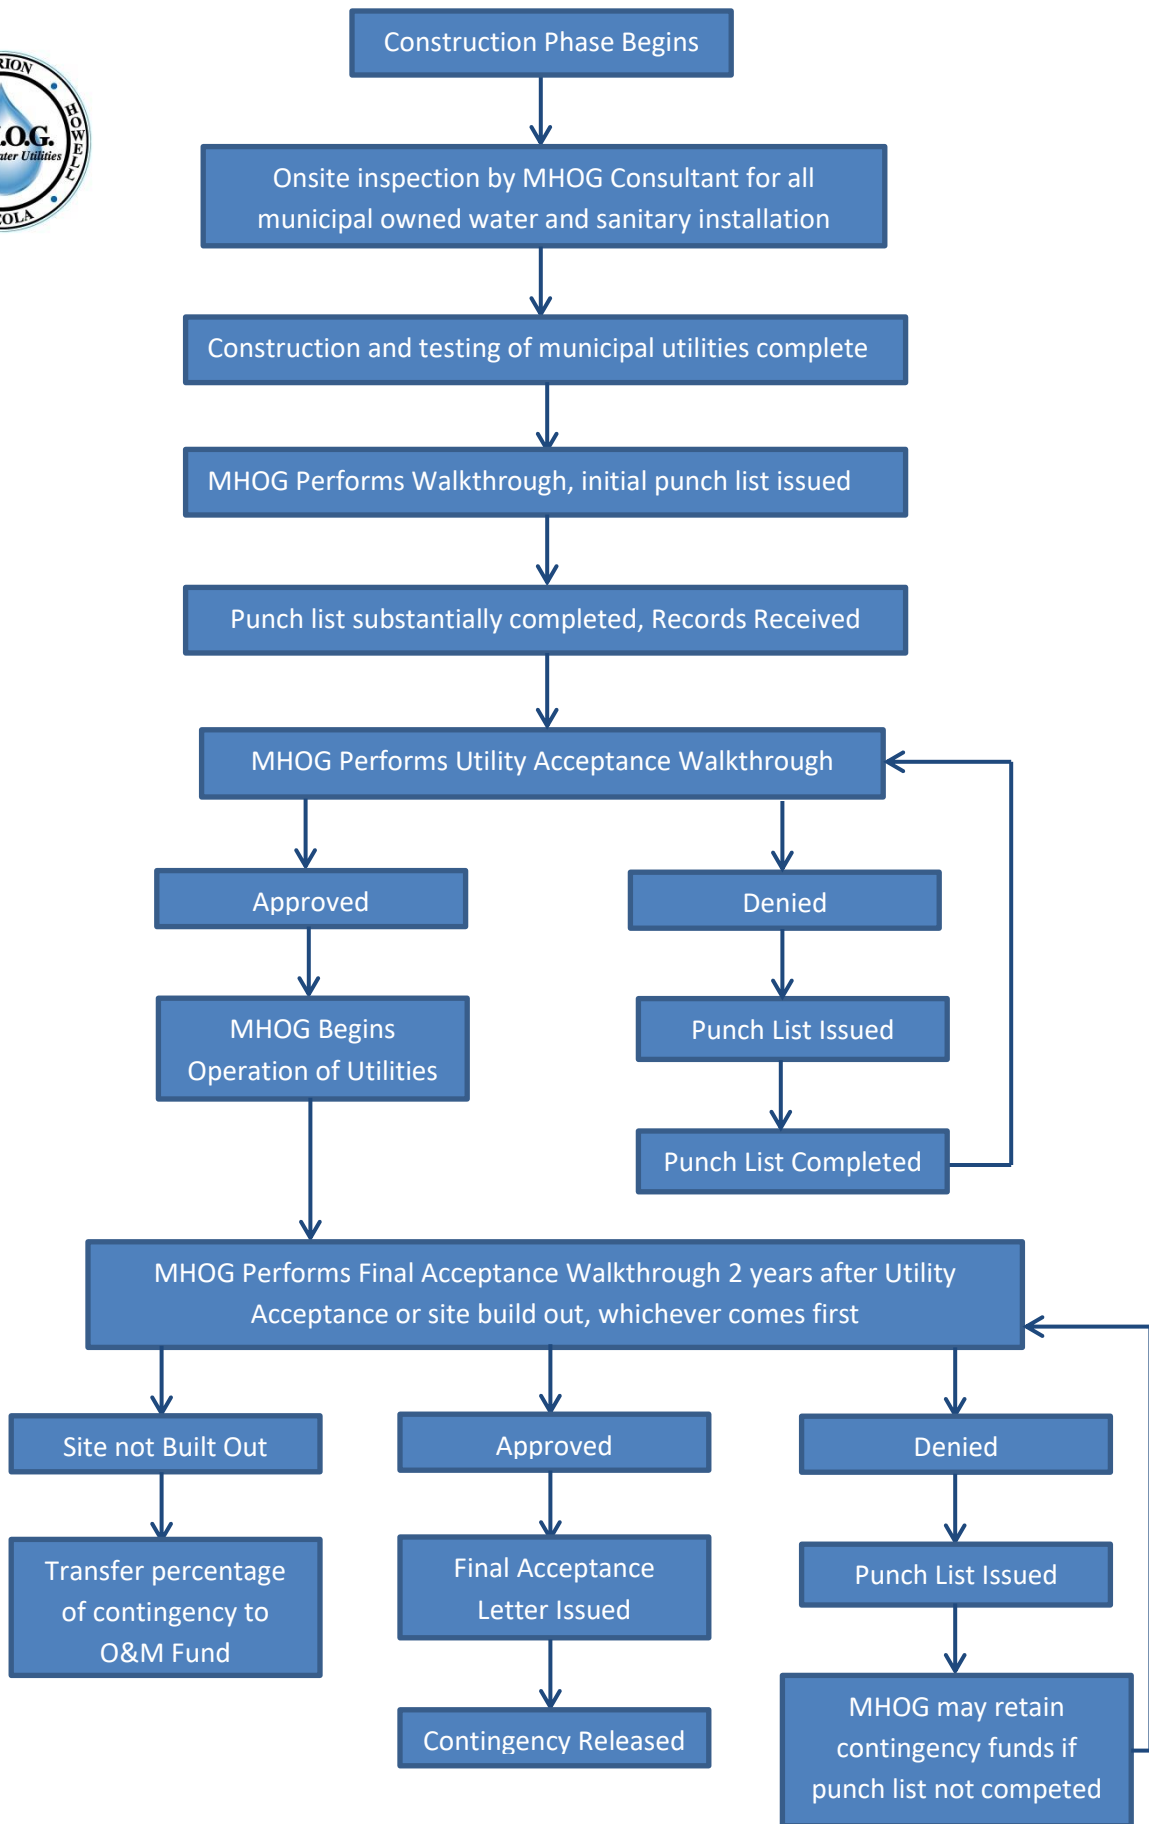 Construction Phase Begins
HOWELL
Onsite inspection by MHOG Consultant for all
municipal owned water and sanitary installation
Construction and testing of municipal utilities complete
MHOG Performs Walkthrough, initial punch list issued
Punch list substantially completed, Records Received
MHOG Performs Utility Acceptance Walkthrough
Approved
Denied
MHOG Begins
Operation of Utilities
Punch List Issued
Punch List Completed
MHOG Performs Final Acceptance Walkthrough 2 years after Utility
Acceptance or site build out, whichever comes first
Site not Built Out
Approved
Denied
Transfer percentage
of contingency to
O&M Fund
Final Acceptance
Letter Issued
Punch List Issued
Contingency Released
MHOG may retain
contingency funds if
punch list not competed